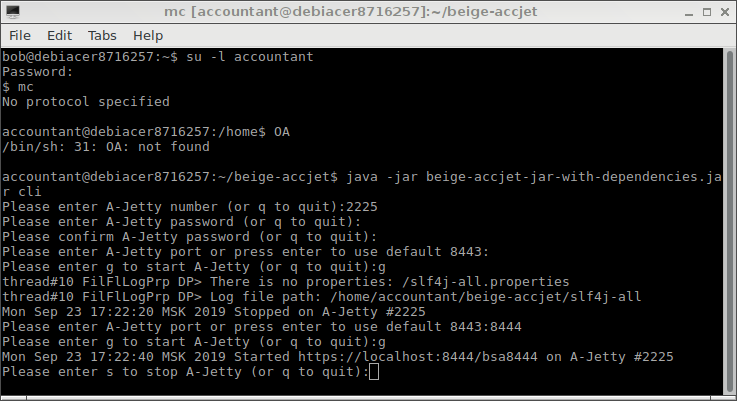 mc [accountant@debiacer8716257]:~/beige-accjet
File Edit Tabs Help
bob@debiacer8716257:~$ su -l accountant
Password:
$ mc
No protocol specified
accountant@debiacer8716257:/home$ OA
/bin/sh: 31: OA: not found
accountant@debiacer8716257:~/beige-accjet$ java -jar beige-accjet-jar-with-dependencies.ja
r cli
Please enter A-Jetty number (or q to quit):2225
Please enter A-Jetty password (or q to quit):
Please confirm A-Jetty password (or q to quit):
Please enter A-Jetty port or press enter to use default 8443:
Please enter g to start A-Jetty (or q to quit):g
thread#10 FilFlLogPrp DP> There is no properties: /slf4j-all.properties
thread#10 FilFlLogPrp DP> Log file path: /home/accountant/beige-accjet/slf4j-all
Mon Sep 23 17:22:20 MSK 2019 Stopped on A-Jetty #2225
Please enter A-Jetty port or press enter to use default 8443:8444
Please enter g to start A-Jetty (or q to quit):g
Mon Sep 23 17:22:40 MSK 2019 Started https://localhost:8444/bsa8444 on A-Jetty #2225
Please enter s to stop A-Jetty (or q to quit):